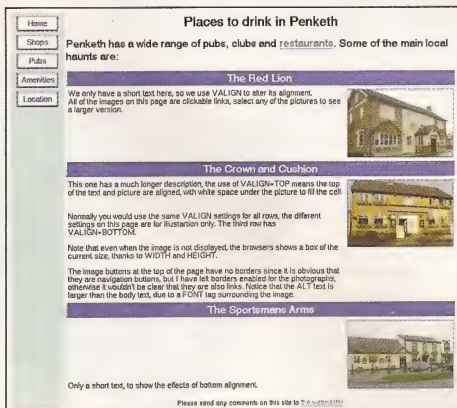 Home
Shops
Pubs
Amenities
Location
Places to drink in Penketh
Penketh has a wide range of pubs, clubs and restaurants. Some of the main local
haunts are:
The Red Lion
We only have a short text here, so we use VALIGN to alter its alignment.
All of the images on this page are clickable links, select any of the pictures to see
a larger version.
The Crown and Cushion
This one has a much longer description, the use of VALIGN=TOP means the top
of the text and picture are aligned, with white space under the picture to fill the cell
Normally you would use the same VALIGN settings for all rows, the different
settings on this page are for illustartion only. The third row has
VALIGN=BOTTOM.
Note that even when the image is not displayed, the browsers shows a box of the
current size, thanks to WIDTH and HEIGHT.
The image buttons at the top of the page have no borders since it is obvious that
they are navigation buttons, but I have left borders enabled for the photographs,
otherwise it wouldn't be clear that they are also links. Notice that the ALT text is
larger than the body text, due to a FONT tag surrounding the image.
The Sportsmans Arms
Only a short text, to show the effects of bottom alignment.
Please send any comments on this site to